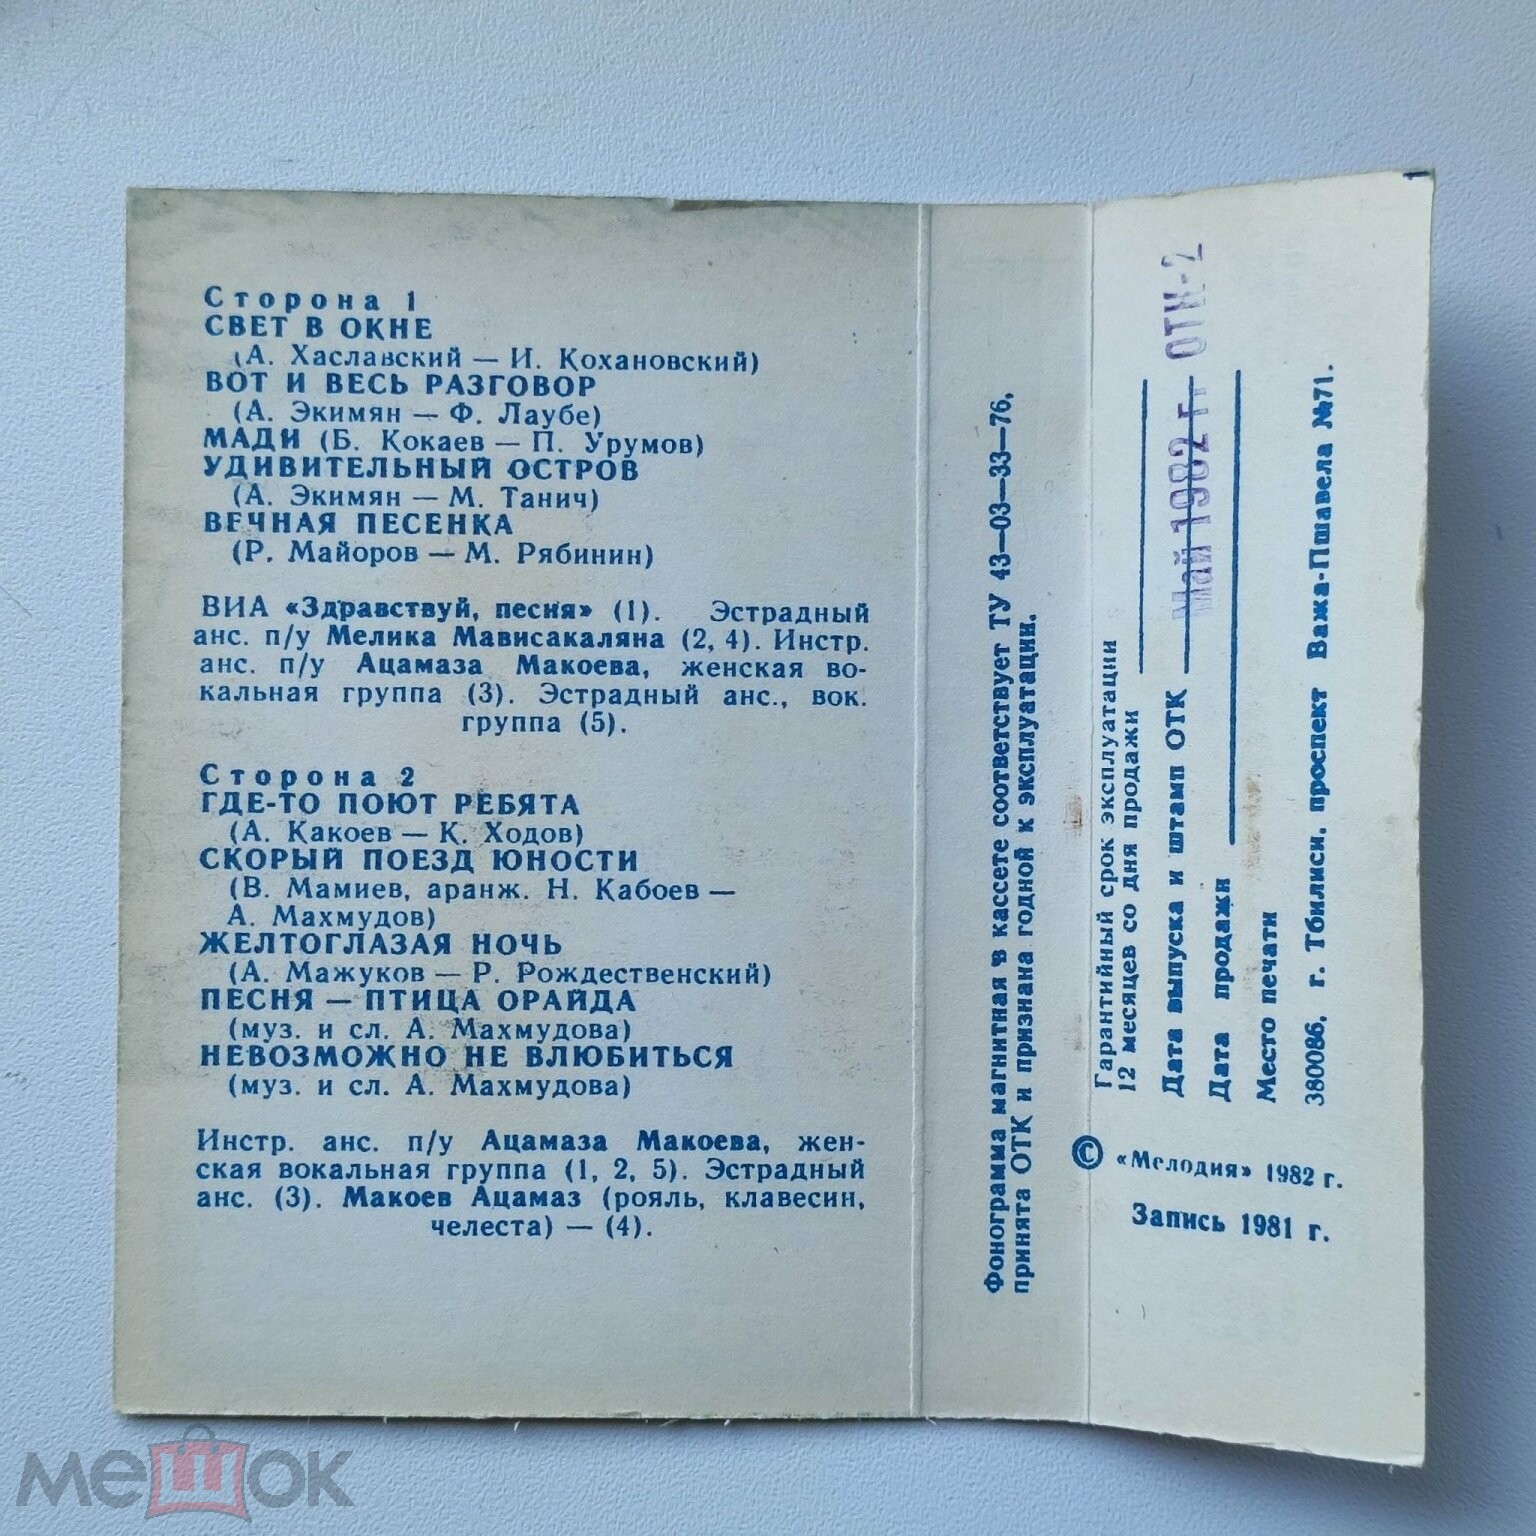 Сторона 1
СВЕТ В ОКНЕ
(А. Хаславский — И. Кохановский)
ВОТ И ВЕСЬ РАЗГОВОР
(А. Экимян — Ф. Лаубе)
МАДИ (Б. Кокаев — П. Урумов)
УДИВИТЕЛЬНЫЙ ОСТРОВ
(А. Экимян — М. Танич)
ВЕЧНАЯ ПЕСЕНКА
(Р. Майоров — М. Рябинин)
ВИА «Здравствуй, песня» (1). Эстрадный
анс. п/у Мелика Мависакаляна (2, 4). Инстр.
анс. п/у Ацамаза Макоева, женская во-
кальная группа (3). Эстрадный анс., вок.
группа (5).
Сторона 2
ГДЕ-ТО ПОЮТ РЕБЯТА
(А. Какоев — К. Ходов)
СКОРЫЙ ПОЕЗД ЮНОСТИ
(В. Мамиев, аранж. Н. Кабоев —
А. Махмудов)
ЖЕЛТОГЛАЗАЯ НОЧЬ
(А. Мажуков — Р. Рождественский)
ПЕСНЯ — ПТИЦА ОРАЙДА
(муз. и сл. А. Махмудова)
НЕВОЗМОЖНО НЕ ВЛЮБИТЬСЯ
(муз. и сл. А. Махмудова)
Инстр. анс. п/у Ацамаза Макоева, жен-
ская вокальная группа (1, 2, 5). Эстрадный
анс. (3). Макоев Ацамаз (рояль, клавесин,
челеста) — (4).
Фонограмма магнитная в кассете соответствует ТУ 43—03—33—76,
принята ОТК и признана годной к эксплуатации.
Гарантийный срок эксплуатации
12 месяцев со дня продажи
Дата выпуска и штамп ОТК Май 1982 г. ОТК-2
Дата продажи
Место печати
380086, г. Тбилиси, проспект Важа-Пшавела №71.
© «Мелодия» 1982 г.
Запись 1981 г.
мешок